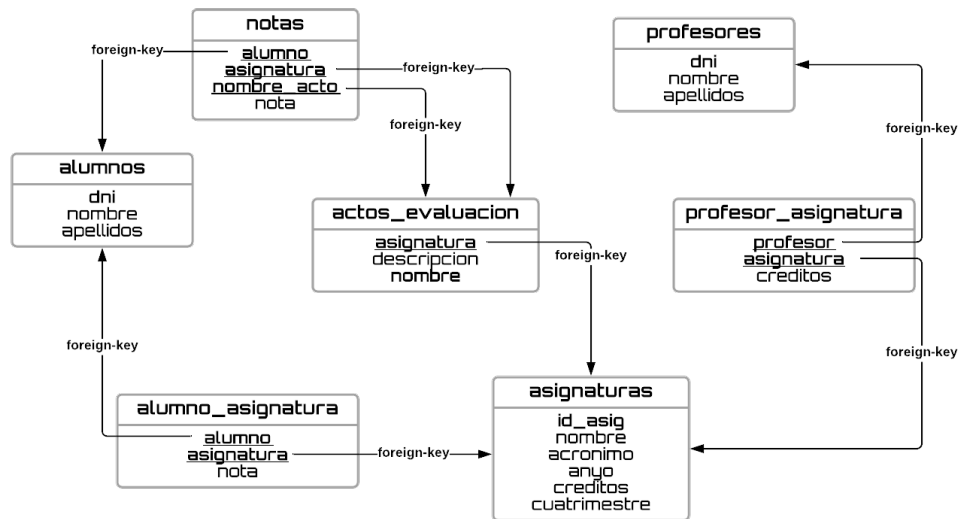 notas
alumno
asignatura
nombre_acto
nota
foreign-key
foreign-key
foreign-key
profesores
dni
nombre
apellidos
foreign-key
alumnos
dni
nombre
apellidos
actos_evaluacion
asignatura
descripcion
nombre
foreign-key
profesor_asignatura
profesor
asignatura
creditos
foreign-key
foreign-key
alumno_asignatura
alumno
asignatura
nota
foreign-key
asignaturas
id_asig
nombre
acronimo
anyo
creditos
cuatrimestre